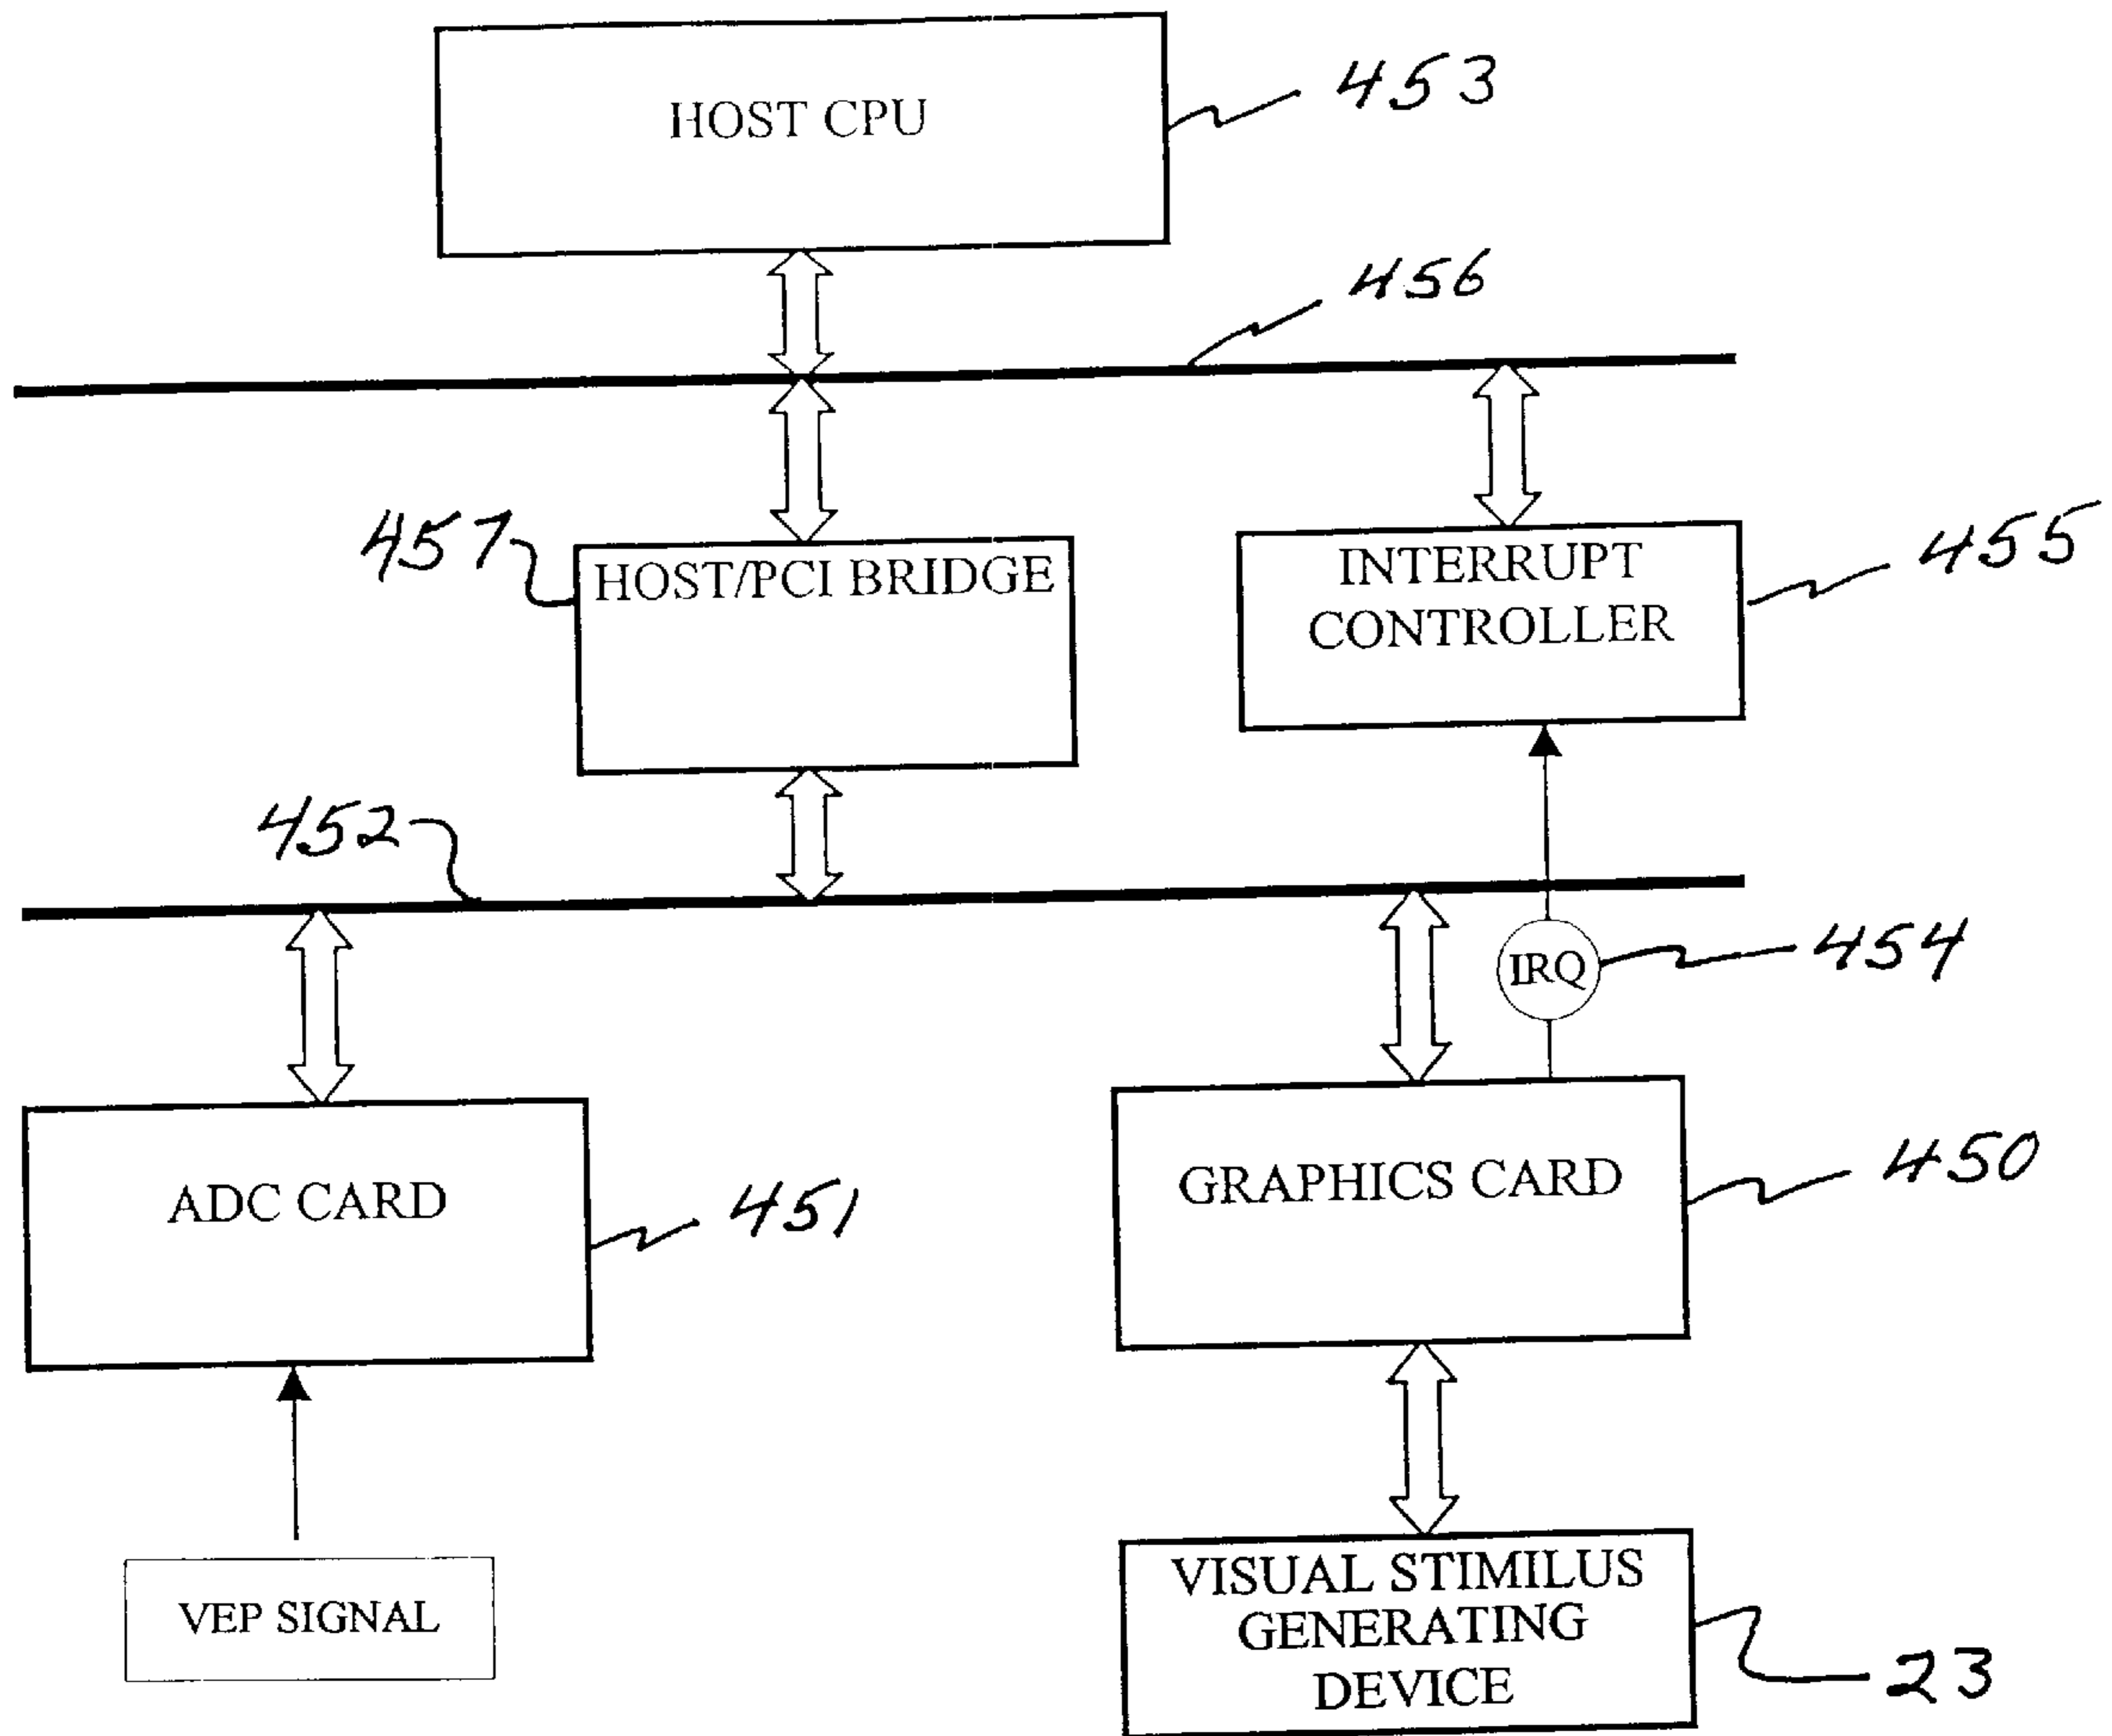 HOST CPU
453
456
457
HOST/PCI BRIDGE
INTERRUPT
CONTROLLER
455
452
IRQ
454
ADC CARD
451
GRAPHICS CARD
450
VEP SIGNAL
VISUAL STIMILUS
GENERATING
DEVICE
23